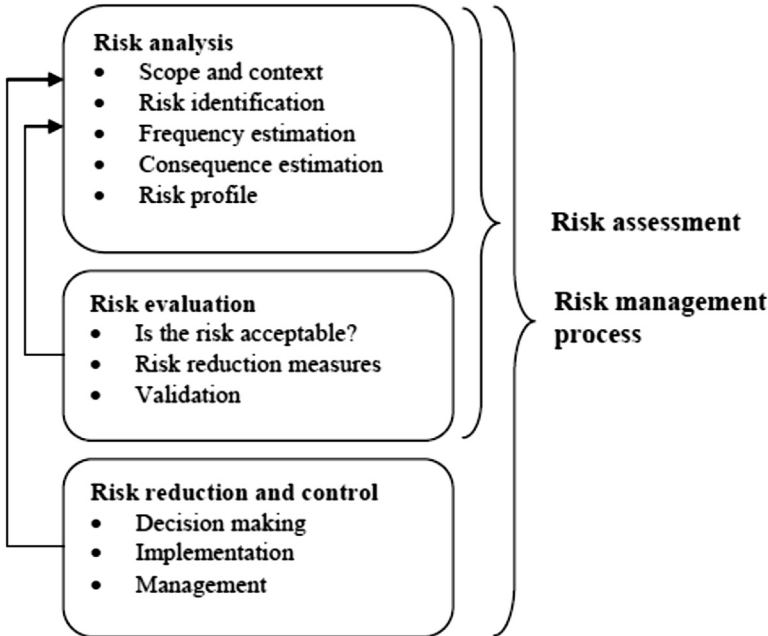 Risk analysis
• Scope and context
• Risk identification
• Frequency estimation
• Consequence estimation
• Risk profile
Risk evaluation
• Is the risk acceptable?
• Risk reduction measures
• Validation
Risk reduction and control
• Decision making
• Implementation
• Management
Risk assessment
Risk management
process